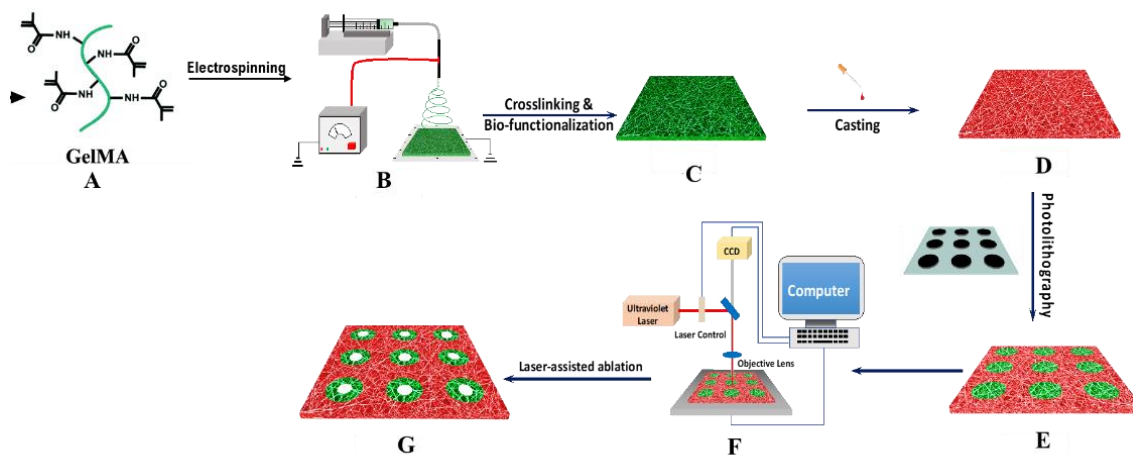 O
NH
NH
O
O
NH
NH
O
GelMA
A
Electrospinning
B
Crosslinking &
Bio-functionalization
C
Casting
D
Photolithography
E
CCD
Computer
Ultraviolet
Laser
Laser Control
Objective Lens
F
Laser-assisted ablation
G